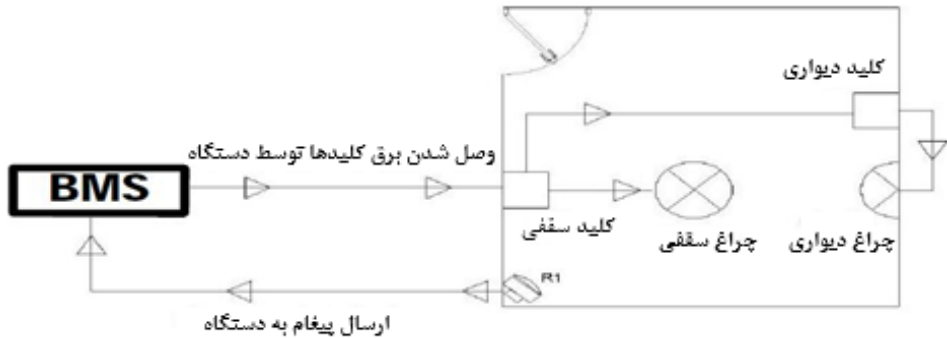 کلید دیواری
وصل شدن برق کلیدها توسط دستگاه
BMS
کلید سقفی
چراغ سقفی
چراغ دیواری
R1
ارسال پیغام به دستگاه